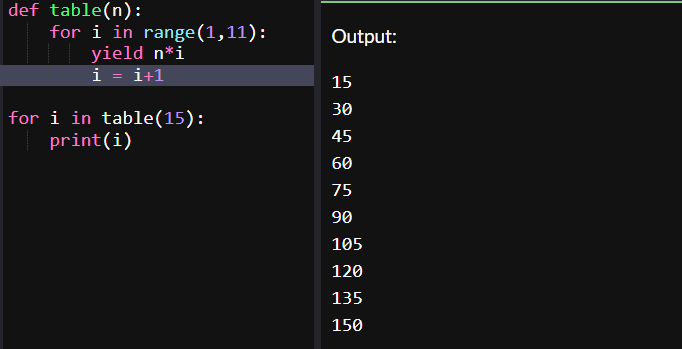 def table(n):
    for i in range(1,11):
        yield n*i
        i = i+1

for i in table(15):
    print(i)
Output:
15
30
45
60
75
90
105
120
135
150